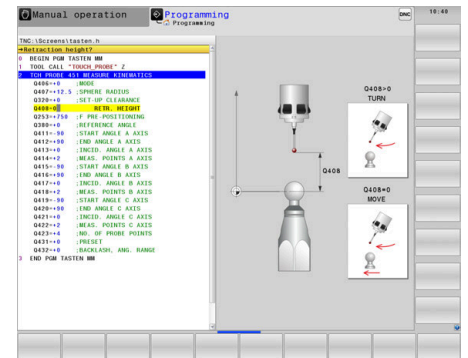 Manual operation
Programming
Programming
DNC
10:40
TNC:\Screens\tasten.h
→Retraction height?
0 BEGIN PGM TASTEN MM
1 TOOL CALL "TOUCH_PROBE" Z
2 TCH PROBE 451 MEASURE KINEMATICS
Q406=+0 ;MODE
Q407=+12.5 ;SPHERE RADIUS
Q320=+0 ;SET-UP CLEARANCE
Q408=0 RETR. HEIGHT
Q253=+750 ;F PRE-POSITIONING
Q380=+0 ;REFERENCE ANGLE
Q411=-90 ;START ANGLE A AXIS
Q412=+90 ;END ANGLE A AXIS
Q413=+0 ;INCID. ANGLE A AXIS
Q414=+2 ;MEAS. POINTS A AXIS
Q415=-90 ;START ANGLE B AXIS
Q416=+90 ;END ANGLE B AXIS
Q417=+0 ;INCID. ANGLE B AXIS
Q418=+2 ;MEAS. POINTS B AXIS
Q419=-90 ;START ANGLE C AXIS
Q420=+90 ;END ANGLE C AXIS
Q421=+0 ;INCID. ANGLE C AXIS
Q422=+2 ;MEAS. POINTS C AXIS
Q423=+4 ;NO. OF PROBE POINTS
Q431=+0 ;PRESET
Q432=+0 ;BACKLASH, ANG. RANGE
3 END PGM TASTEN MM
Q408
Q408>0
TURN
Q408=0
MOVE